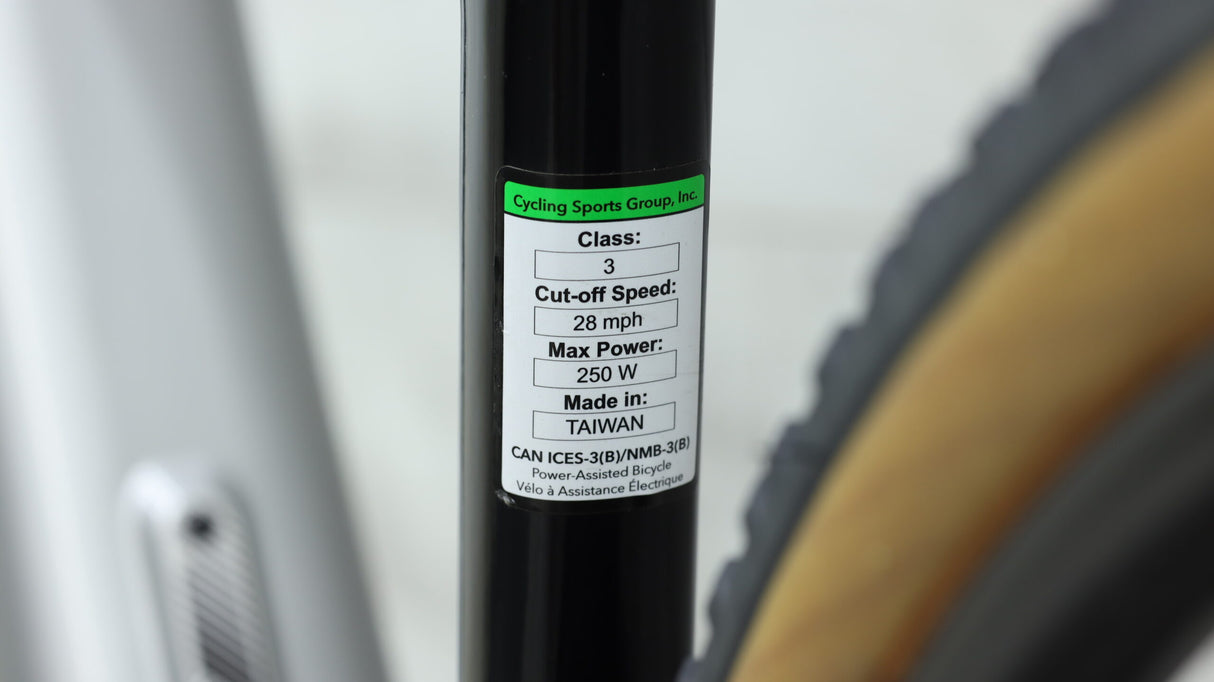 Cycling Sports Group, Inc.
Class:
3
Cut-off Speed:
28 mph
Max Power:
250 W
Made in:
TAIWAN
CAN ICES-3(B)/NMB-3(B)
Power-Assisted Bicycle
Vélo à Assistance Électrique